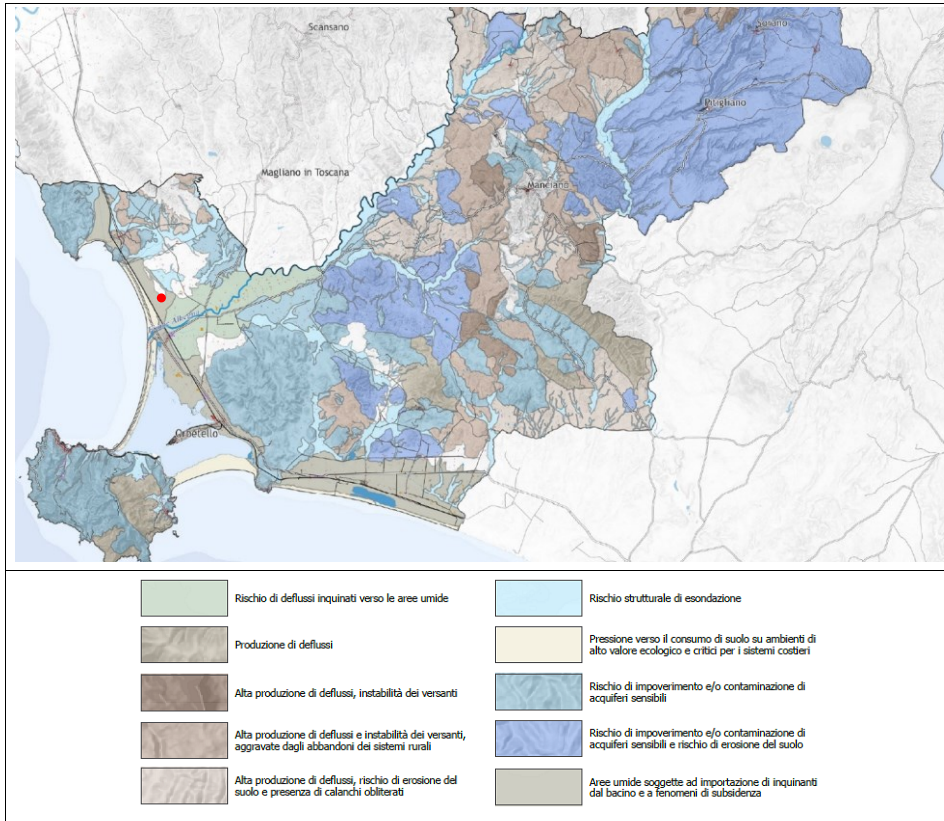 Scansano
Sorano
Pitigliano
Magliano in Toscana
Manciano
Albegna
Orbetello
Rischio di deflussi inquinati verso le aree umide
Produzione di deflussi
Alta produzione di deflussi, instabilità dei versanti
Alta produzione di deflussi e instabilità dei versanti,
aggravate dagli abbandoni dei sistemi rurali
Alta produzione di deflussi, rischio di erosione del
suolo e presenza di calanchi obliterati
Rischio strutturale di esondazione
Pressione verso il consumo di suolo su ambienti di
alto valore ecologico e critici per i sistemi costieri
Rischio di impoverimento e/o contaminazione di
acquiferi sensibili
Rischio di impoverimento e/o contaminazione di
acquiferi sensibili e rischio di erosione del suolo
Aree umide soggette ad importazione di inquinanti
dal bacino e a fenomeni di subsidenza